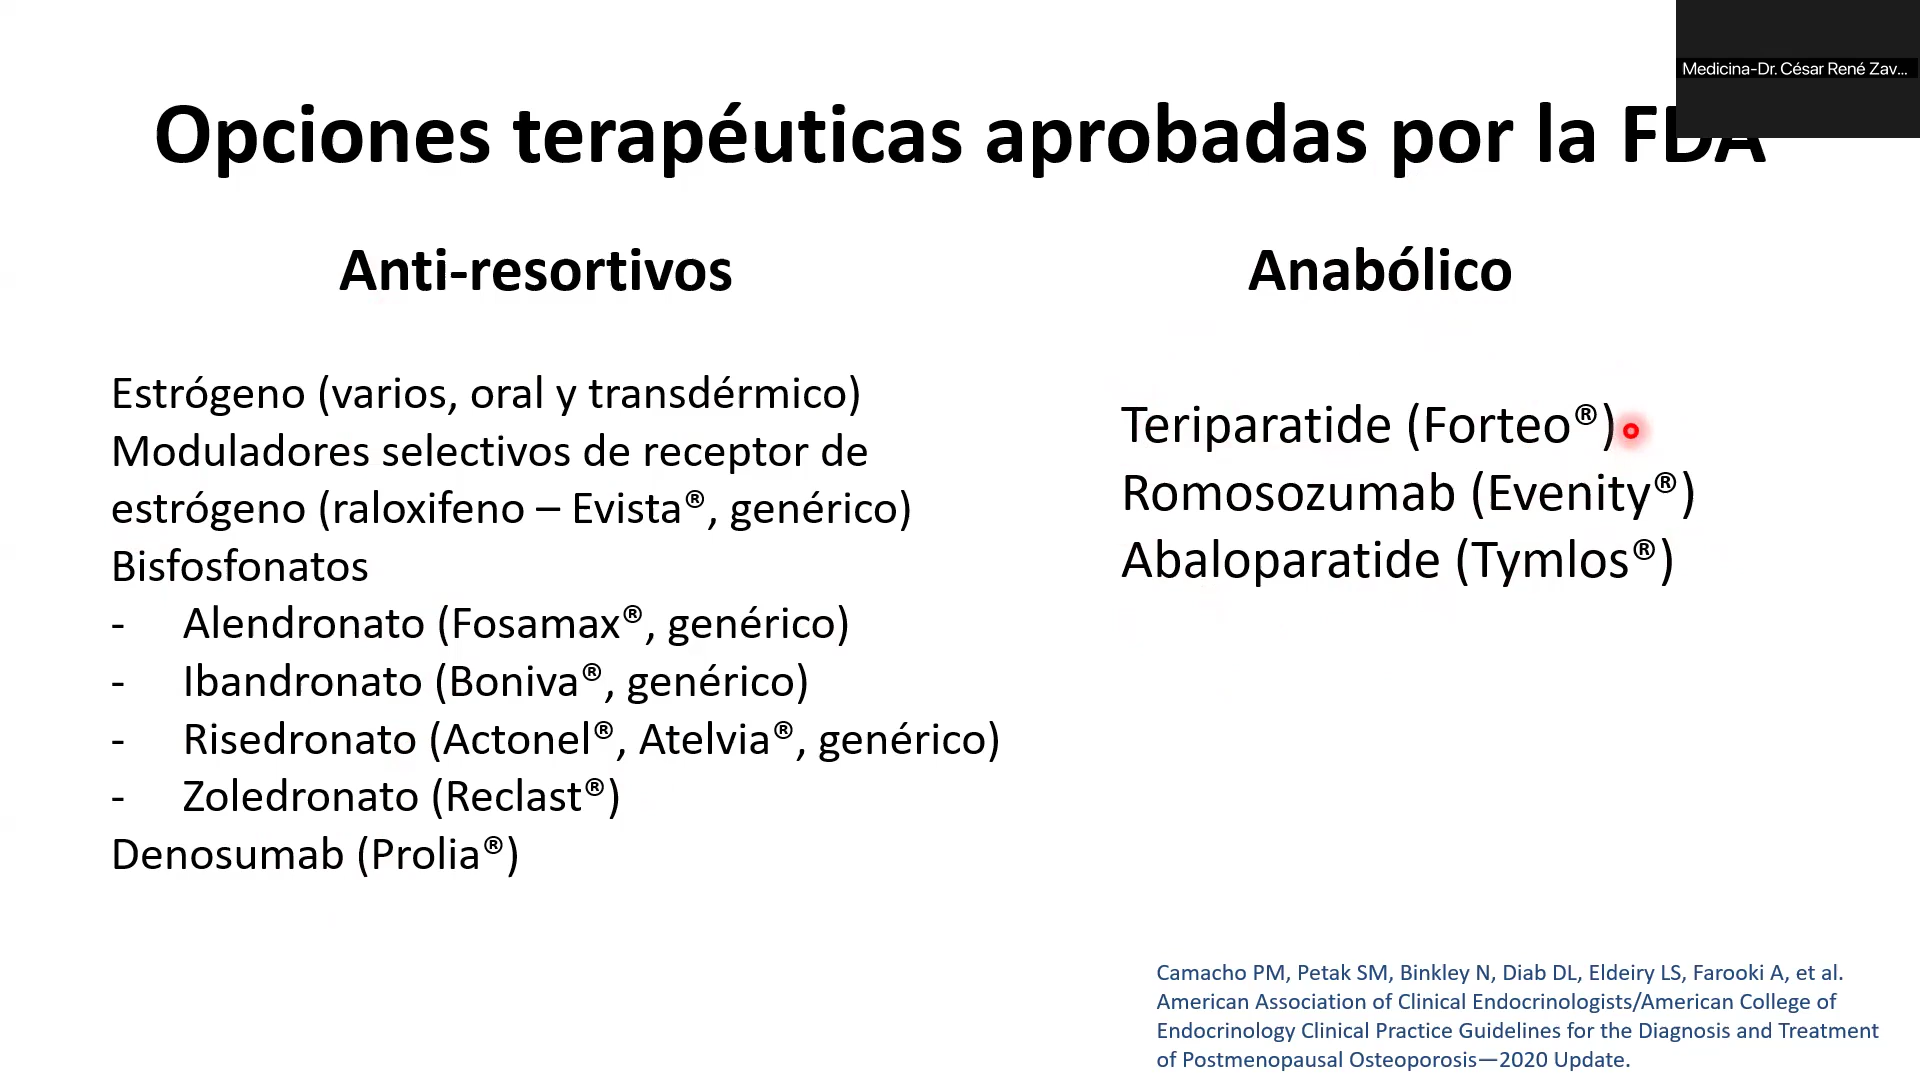 Medicina-Dr. César René Zav...
Opciones terapéuticas aprobadas por la FDA
Anti-resortivos
Estrógeno (varios, oral y transdérmico)
Moduladores selectivos de receptor de
estrógeno (raloxifeno – Evista®, genérico)
Bisfosfonatos
- Alendronato (Fosamax®, genérico)
- Ibandronato (Boniva®, genérico)
- Risedronato (Actonel®, Atelvia®, genérico)
- Zoledronato (Reclast®)
Denosumab (Prolia®)
Anabólico
Teriparatide (Forteo®)
Romosozumab (Evenity®)
Abaloparatide (Tymlos®)
Camacho PM, Petak SM, Binkley N, Diab DL, Eldeiry LS, Farooki A, et al.
American Association of Clinical Endocrinologists/American College of
Endocrinology Clinical Practice Guidelines for the Diagnosis and Treatment
of Postmenopausal Osteoporosis—2020 Update.